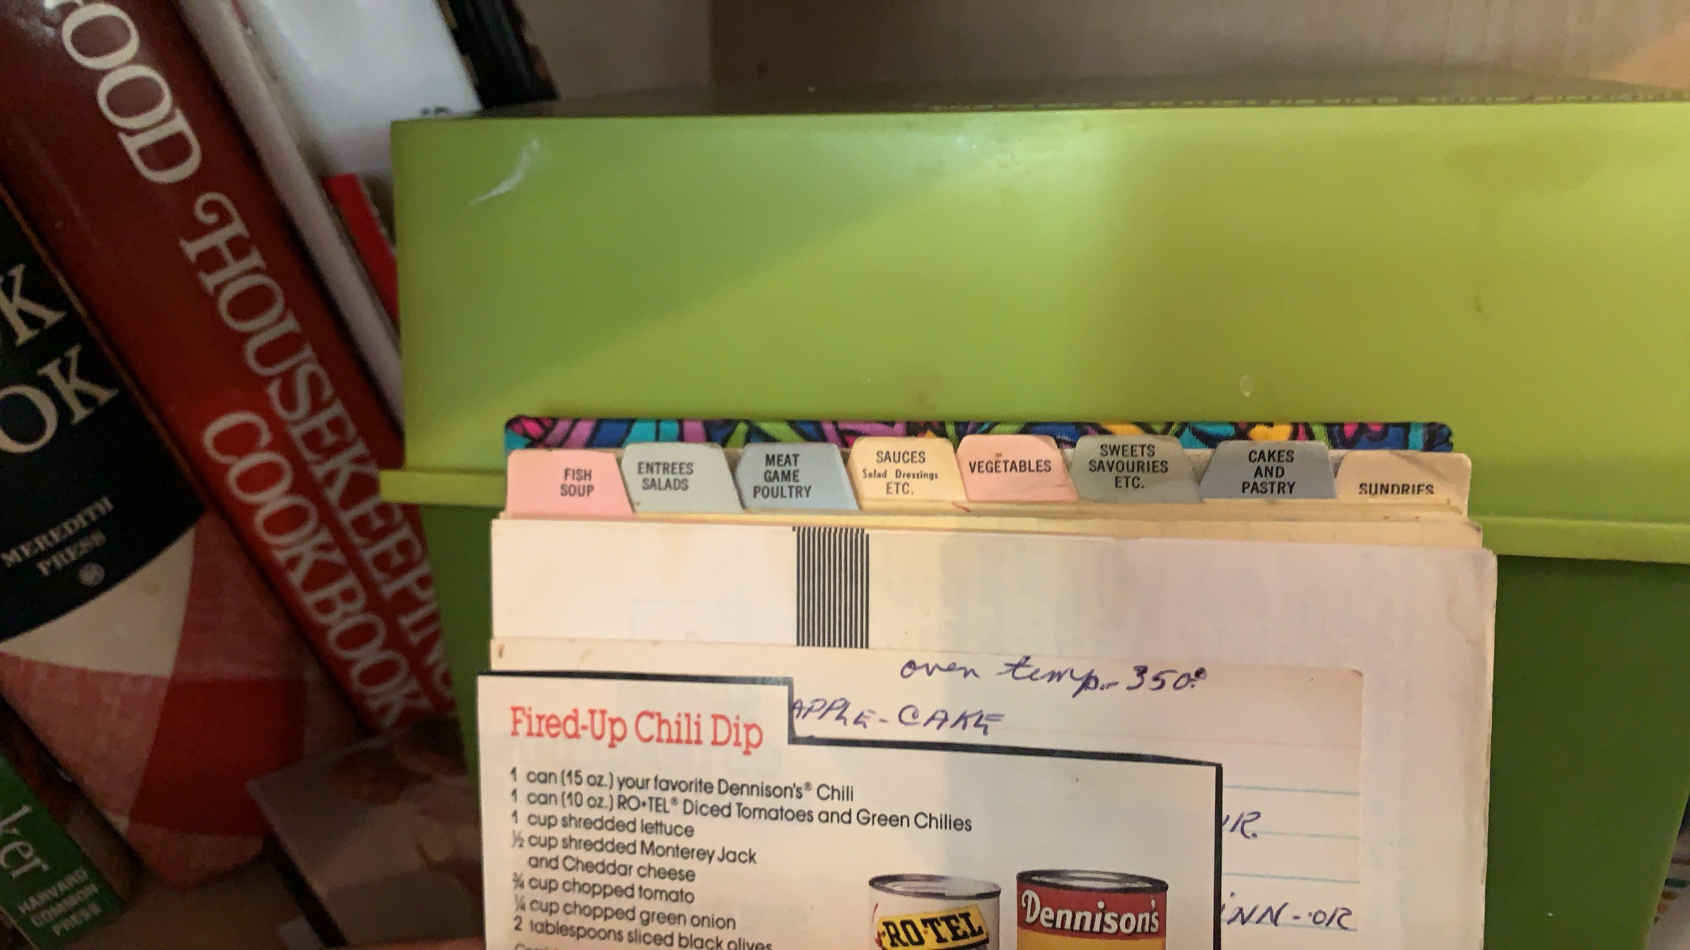 OOD HOUSEKEEPING
COOKBOOK
OK
MEREDITH
PRESS
HARVARD
COMMON
PRESS
FISH
SOUP
ENTREES
SALADS
MEAT
GAME
POULTRY
SAUCES
Salad Dressings
ETC.
VEGETABLES
SWEETS
SAVOURIES
ETC.
CAKES
AND
PASTRY
SUNDRIES
oven temp. 350°
APPLE-CAKE
Fired-Up Chili Dip
1 can (15 oz.) your favorite Dennison's® Chili
1 can (10 oz.) RO•TEL® Diced Tomatoes and Green Chilies
1 cup shredded lettuce
½ cup shredded Monterey Jack
and Cheddar cheese
¾ cup chopped tomato
¼ cup chopped green onion
2 tablespoons sliced black olives
RO•TEL
Dennison's